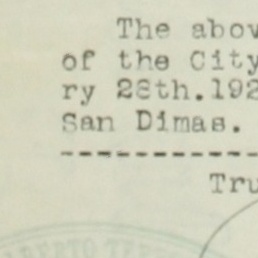 The abov
of the City
ry 28th.192
San Dimas.
--------------
Tru